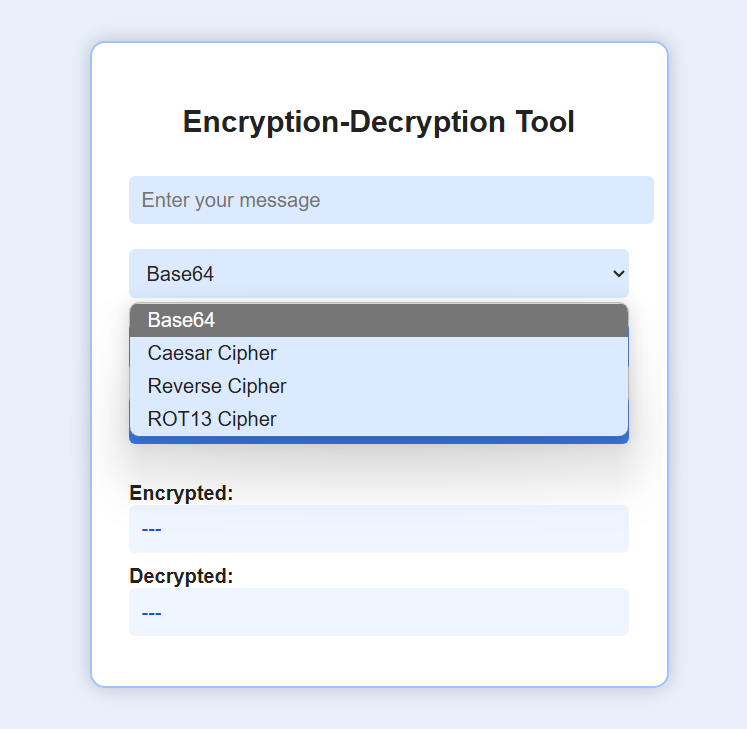 Encryption-Decryption Tool
Enter your message
Base64
Base64
Caesar Cipher
Reverse Cipher
ROT13 Cipher
Encrypted:
---
Decrypted:
---